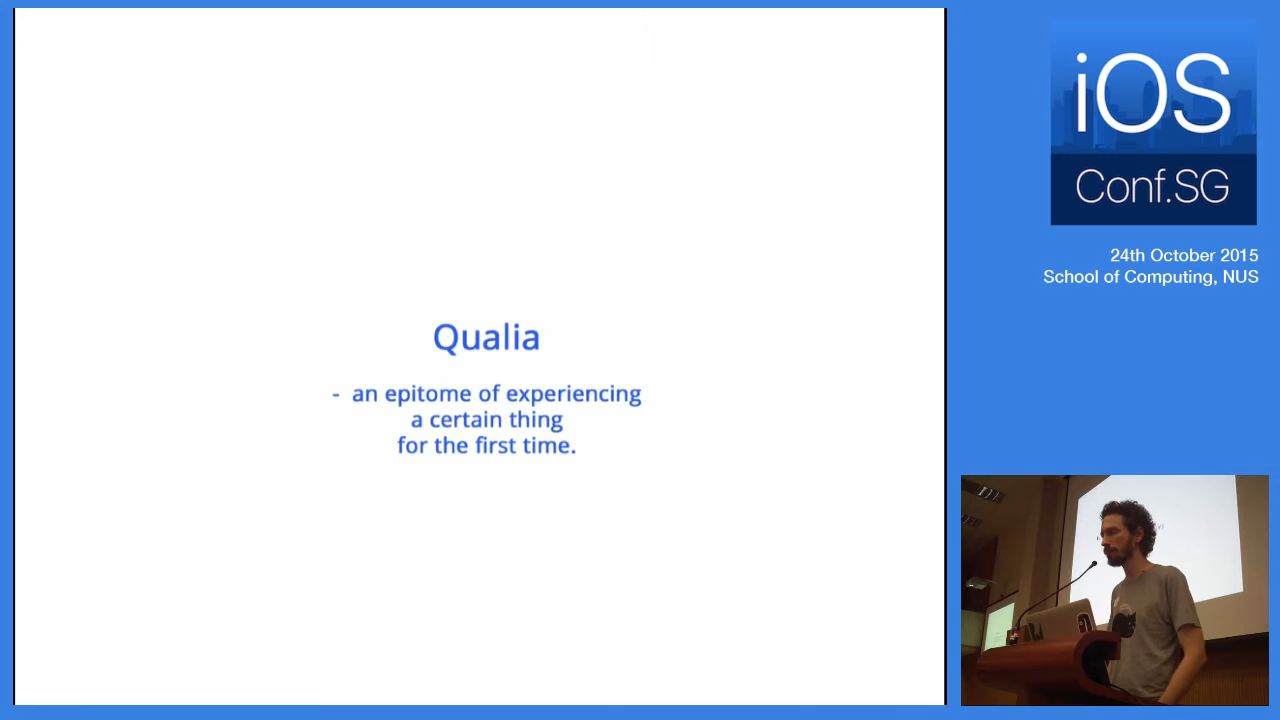 Qualia
- an epitome of experiencing
a certain thing
for the first time.
iOS
Conf.SG
24th October 2015
School of Computing, NUS